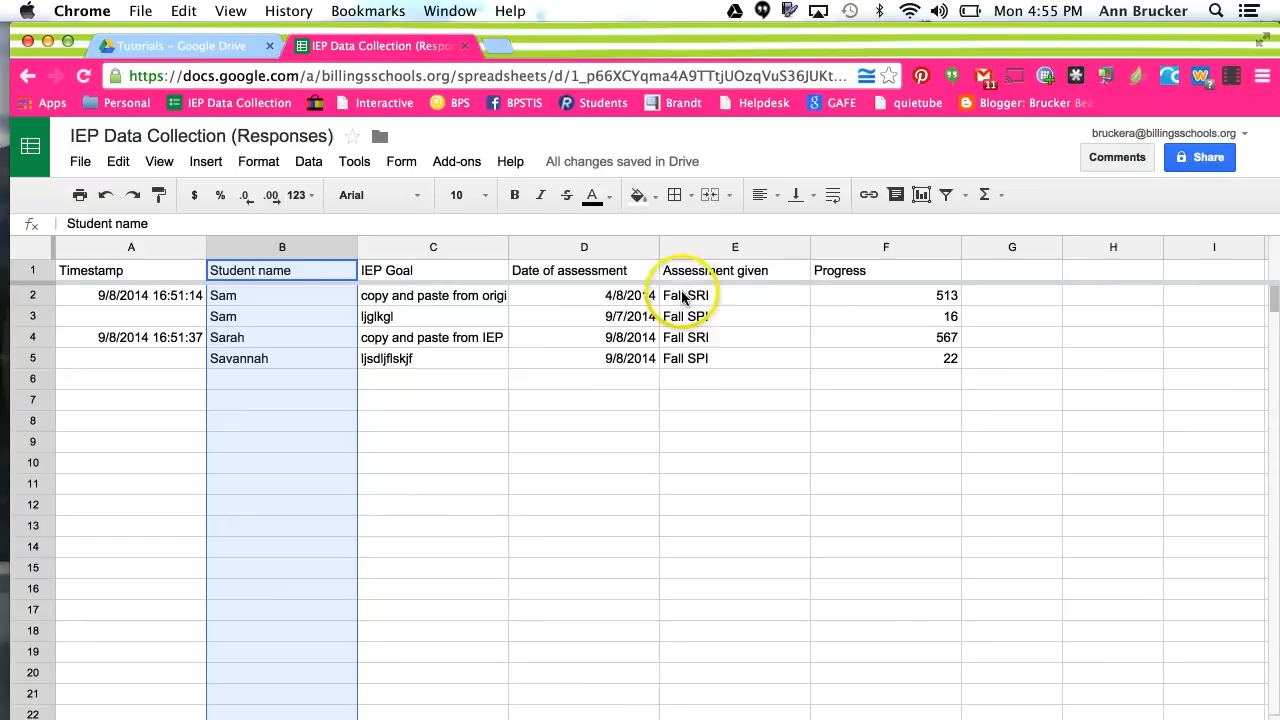 Chrome File Edit View History Bookmarks Window Help Mon 4:55 PM Ann Brucker
Tutorials – Google Drive × IEP Data Collection (Respo ×
https://docs.google.com/a/billingsschools.org/spreadsheets/d/1_p66XCYqma4A9TTtjUOzqVuS36JUKt... 11
Apps Personal IEP Data Collection Interactive BPS BPSTIS Students Brandt Helpdesk GAFE quietube Blogger: Brucker Bea
IEP Data Collection (Responses) bruckera@billingsschools.org
File Edit View Insert Format Data Tools Form Add-ons Help All changes saved in Drive Comments Share
$ % .0 .00 123 Arial 10 B I S A Σ
fx Student name
A B C D E F G H I
1 Timestamp Student name IEP Goal Date of assessment Assessment given Progress
2 9/8/2014 16:51:14 Sam copy and paste from origi 4/8/2014 Fall SRI 513
3 Sam ljglkgl 9/7/2014 Fall SPI 16
4 9/8/2014 16:51:37 Sarah copy and paste from IEP 9/8/2014 Fall SRI 567
5 Savannah ljsdljflskjf 9/8/2014 Fall SPI 22
6
7
8
9
10
11
12
13
14
15
16
17
18
19
20
21
22